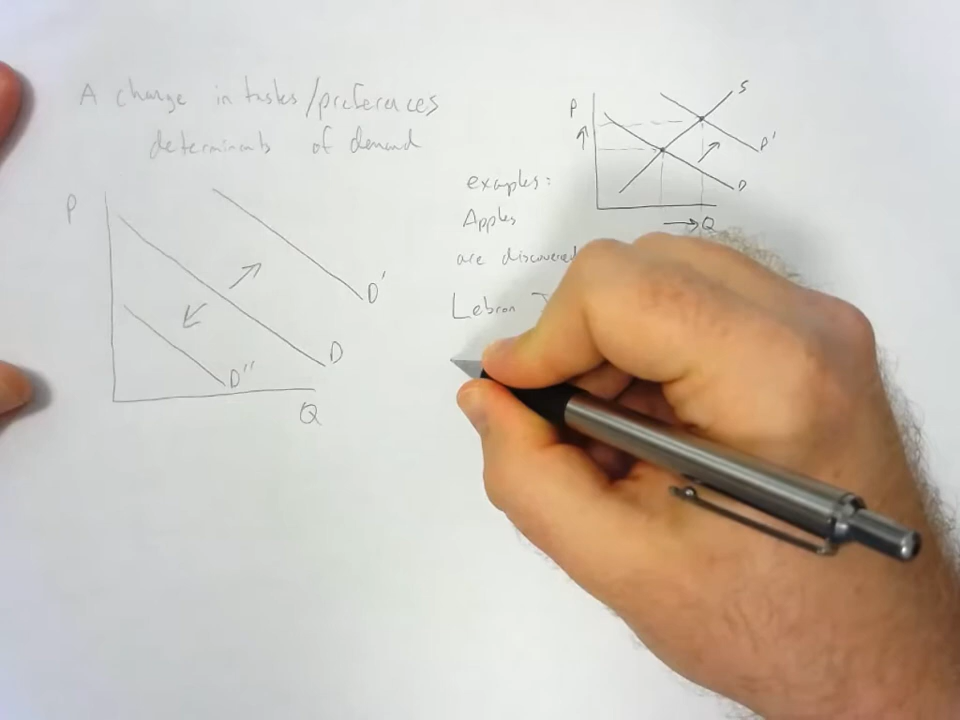 A change in tastes/preferences
determinants of demand
P
D'
D
D''
Q
P
S
D'
D
Q
examples:
Apples
are discovered
Lebron